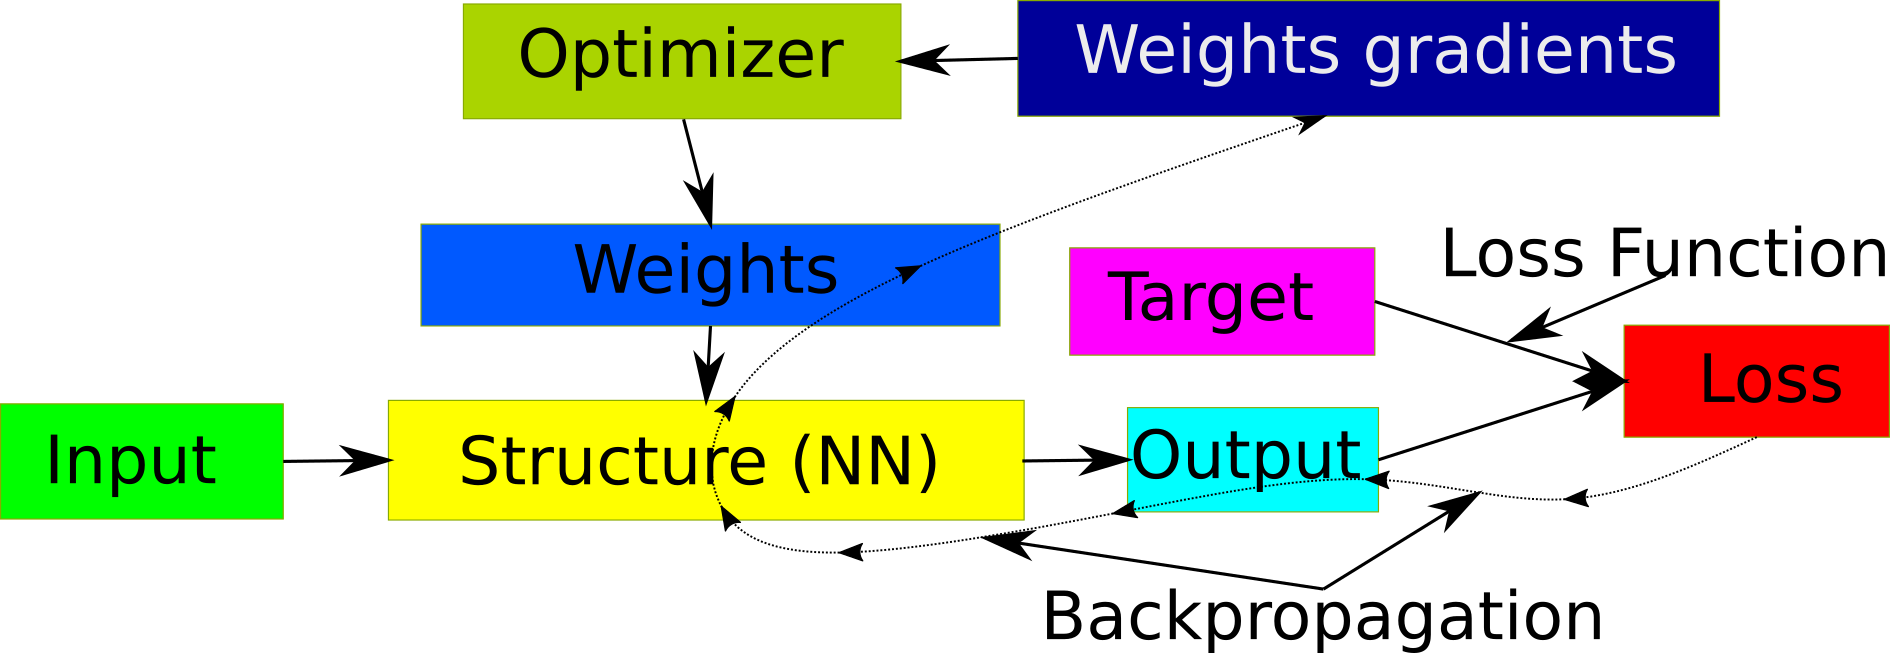 Optimizer
Weights gradients
Weights
Target
Loss Function
Loss
Input
Structure (NN)
Output
Backpropagation